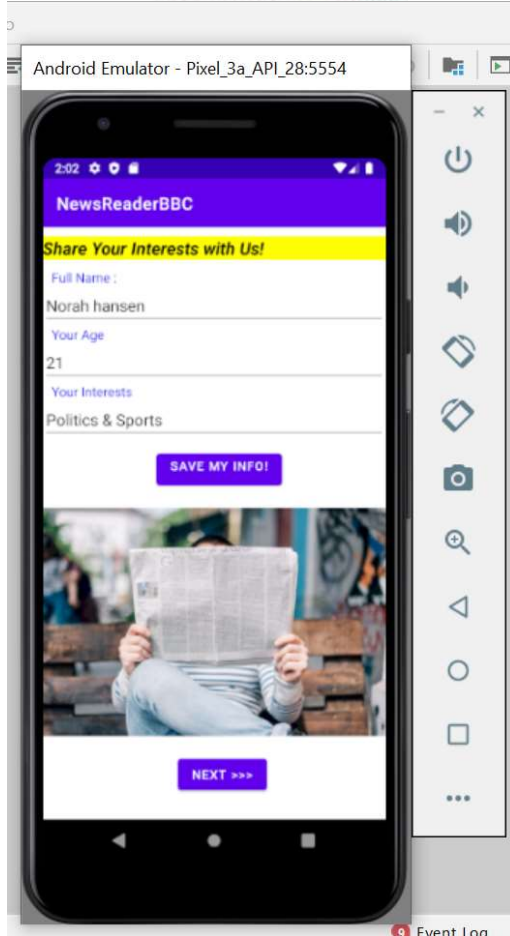 Android Emulator - Pixel_3a_API_28:5554
2:02
NewsReaderBBC
Share Your Interests with Us!
Full Name :
Norah hansen
Your Age
21
Your Interests
Politics & Sports
SAVE MY INFO!
NEXT >>>
9 Event Log